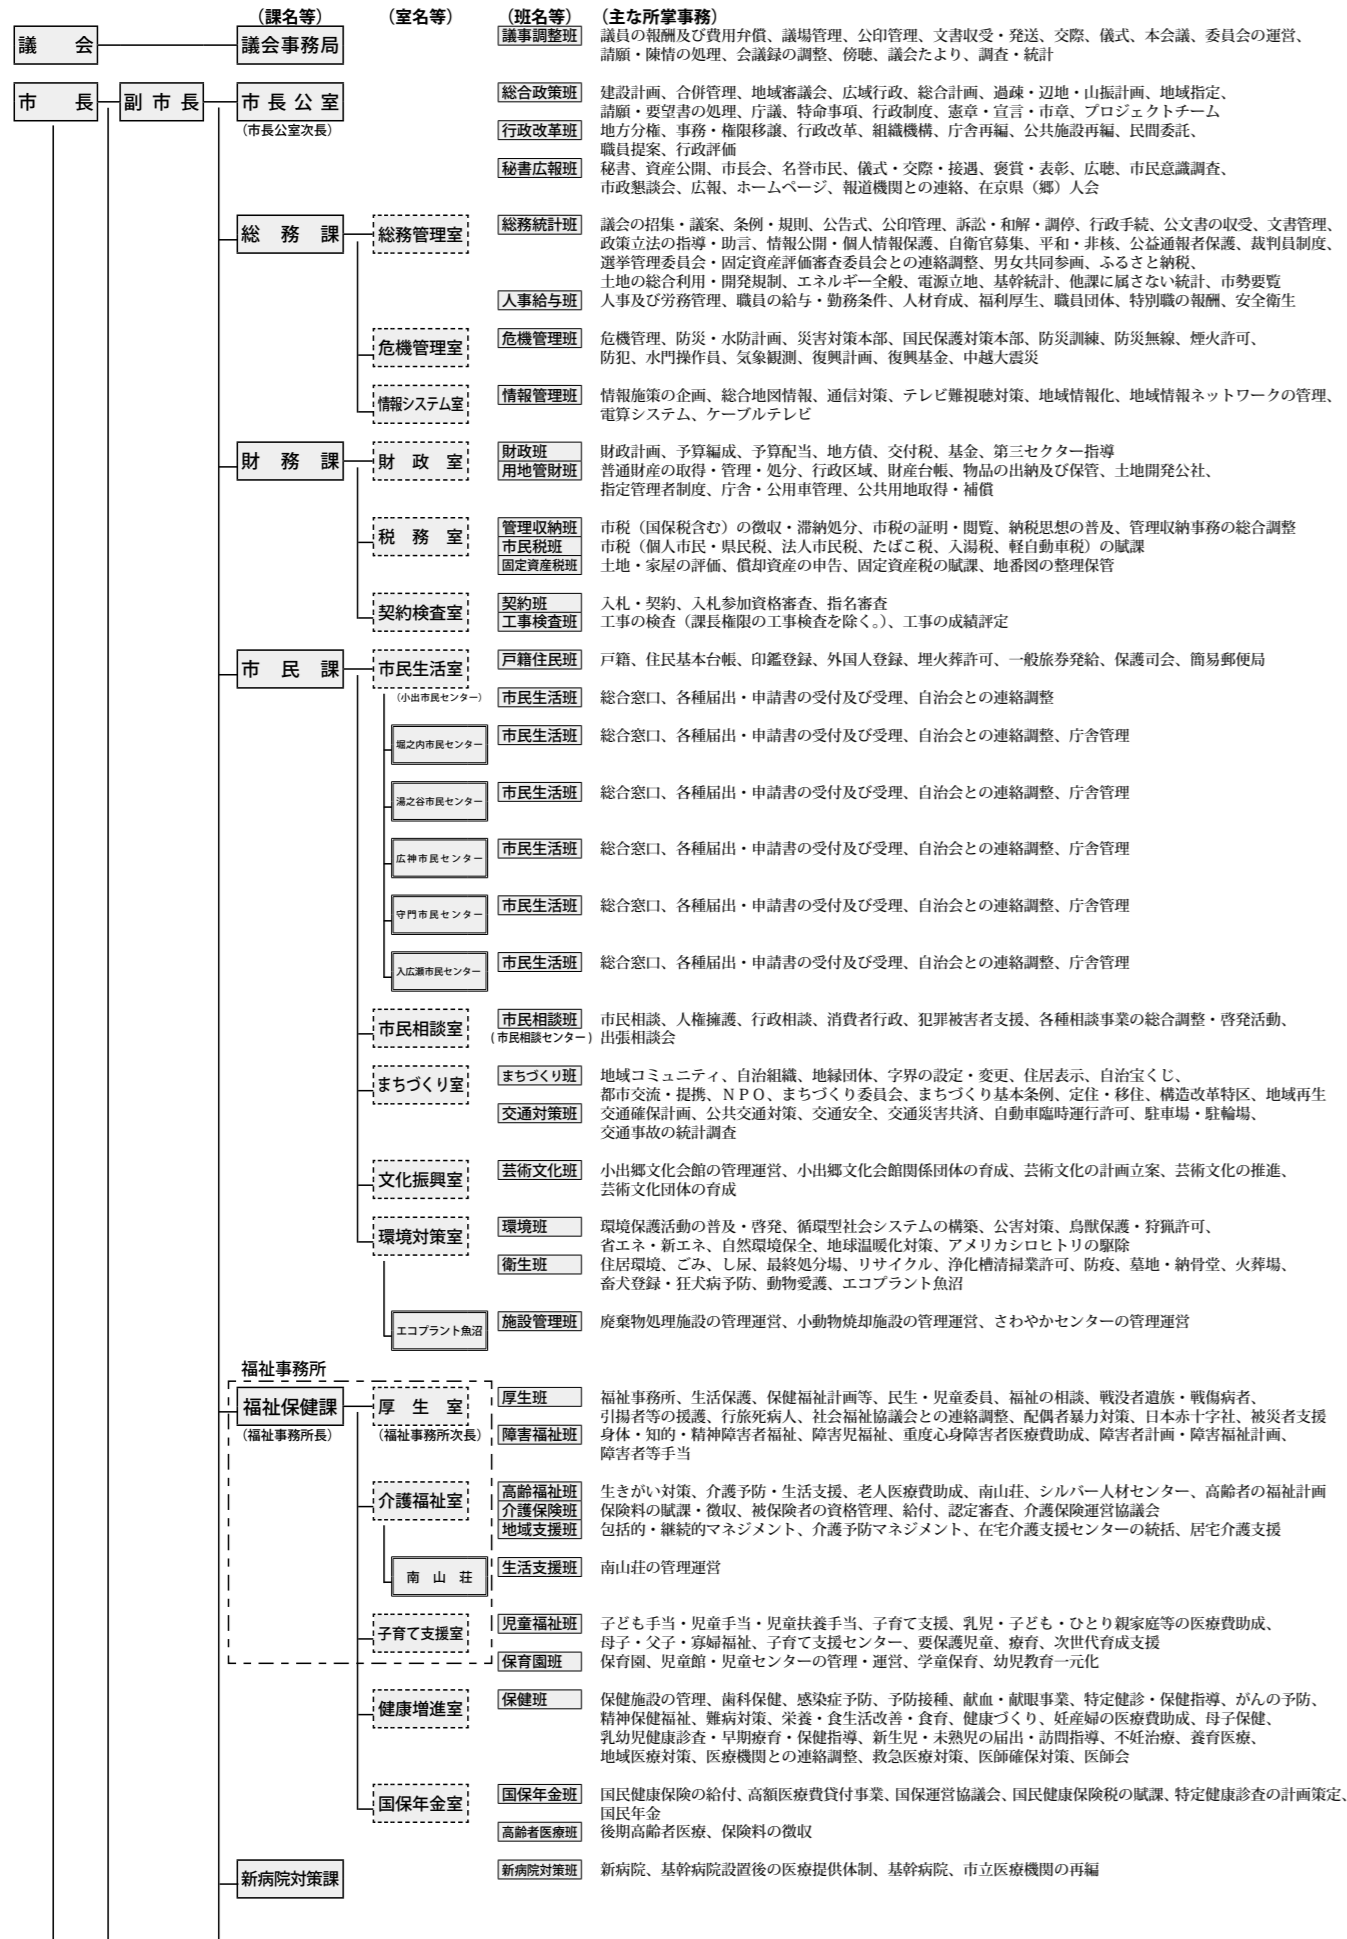 （課名等）　（室名等）　（班名等）　（主な所掌事務）
議会　議会事務局　議事調整班　議員の報酬及び費用弁償、議場管理、公印管理、文書収受・発送、交際、儀式、本会議、委員会の運営、
請願・陳情の処理、会議録の調整、傍聴、議会たより、調査・統計
市長　副市長　市長公室　総合政策班　建設計画、合併管理、地域審議会、広域行政、総合計画、過疎・辺地・山振計画、地域指定、
請願・要望書の処理、庁議、特命事項、行政制度、憲章・宣言・市章、プロジェクトチーム
（市長公室次長）　行政改革班　地方分権、事務・権限移譲、行政改革、組織機構、庁舎再編、公共施設再編、民間委託、
職員提案、行政評価
秘書広報班　秘書、資産公開、市長会、名誉市民、儀式・交際・接遇、褒賞・表彰、広聴、市民意識調査、
市政懇談会、広報、ホームページ、報道機関との連絡、在京県（郷）人会
総務課　総務管理室　総務統計班　議会の招集・議案、条例・規則、公告式、公印管理、訴訟・和解・調停、行政手続、公文書の収受、文書管理、
政策立法の指導・助言、情報公開・個人情報保護、自衛官募集、平和・非核、公益通報者保護、裁判員制度、
選挙管理委員会・固定資産評価審査委員会との連絡調整、男女共同参画、ふるさと納税、
土地の総合利用・開発規制、エネルギー全般、電源立地、基幹統計、他課に属さない統計、市勢要覧
人事給与班　人事及び労務管理、職員の給与・勤務条件、人材育成、福利厚生、職員団体、特別職の報酬、安全衛生
危機管理室　危機管理班　危機管理、防災・水防計画、災害対策本部、国民保護対策本部、防災訓練、防災無線、煙火許可、
防犯、水門操作員、気象観測、復興計画、復興基金、中越大震災
情報システム室　情報管理班　情報施策の企画、総合地図情報、通信対策、テレビ難視聴対策、地域情報化、地域情報ネットワークの管理、
電算システム、ケーブルテレビ
財務課　財政室　財政班　財政計画、予算編成、予算配当、地方債、交付税、基金、第三セクター指導
用地管財班　普通財産の取得・管理・処分、行政区域、財産台帳、物品の出納及び保管、土地開発公社、
指定管理者制度、庁舎・公用車管理、公共用地取得・補償
税務室　管理収納班　市税（国保税含む）の徴収・滞納処分、市税の証明・閲覧、納税思想の普及、管理収納事務の総合調整
市民税班　市税（個人市民・県民税、法人市民税、たばこ税、入湯税、軽自動車税）の賦課
固定資産税班　土地・家屋の評価、償却資産の申告、固定資産税の賦課、地番図の整理保管
契約検査室　契約班　入札・契約、入札参加資格審査、指名審査
工事検査班　工事の検査（課長権限の工事検査を除く。）、工事の成績評定
市民課　市民生活室　戸籍住民班　戸籍、住民基本台帳、印鑑登録、外国人登録、埋火葬許可、一般旅券発給、保護司会、簡易郵便局
（小出市民センター）　市民生活班　総合窓口、各種届出・申請書の受付及び受理、自治会との連絡調整
堀之内市民センター　市民生活班　総合窓口、各種届出・申請書の受付及び受理、自治会との連絡調整、庁舎管理
湯之谷市民センター　市民生活班　総合窓口、各種届出・申請書の受付及び受理、自治会との連絡調整、庁舎管理
広神市民センター　市民生活班　総合窓口、各種届出・申請書の受付及び受理、自治会との連絡調整、庁舎管理
守門市民センター　市民生活班　総合窓口、各種届出・申請書の受付及び受理、自治会との連絡調整、庁舎管理
入広瀬市民センター　市民生活班　総合窓口、各種届出・申請書の受付及び受理、自治会との連絡調整、庁舎管理
市民相談室　市民相談班　市民相談、人権擁護、行政相談、消費者行政、犯罪被害者支援、各種相談事業の総合調整・啓発活動、
（市民相談センター）　出張相談会
まちづくり室　まちづくり班　地域コミュニティ、自治組織、地縁団体、字界の設定・変更、住居表示、自治宝くじ、
都市交流・提携、ＮＰＯ、まちづくり委員会、まちづくり基本条例、定住・移住、構造改革特区、地域再生
交通対策班　交通確保計画、公共交通対策、交通安全、交通災害共済、自動車臨時運行許可、駐車場・駐輪場、
交通事故の統計調査
文化振興室　芸術文化班　小出郷文化会館の管理運営、小出郷文化会館関係団体の育成、芸術文化の計画立案、芸術文化の推進、
芸術文化団体の育成
環境対策室　環境班　環境保護活動の普及・啓発、循環型社会システムの構築、公害対策、鳥獣保護・狩猟許可、
省エネ・新エネ、自然環境保全、地球温暖化対策、アメリカシロヒトリの駆除
衛生班　住居環境、ごみ、し尿、最終処分場、リサイクル、浄化槽清掃業許可、防疫、墓地・納骨堂、火葬場、
畜犬登録・狂犬病予防、動物愛護、エコプラント魚沼
エコプラント魚沼　施設管理班　廃棄物処理施設の管理運営、小動物焼却施設の管理運営、さわやかセンターの管理運営
福祉事務所
福祉保健課　厚生室　厚生班　福祉事務所、生活保護、保健福祉計画等、民生・児童委員、福祉の相談、戦没者遺族・戦傷病者、
引揚者等の援護、行旅死病人、社会福祉協議会との連絡調整、配偶者暴力対策、日本赤十字社、被災者支援
（福祉事務所長）　（福祉事務所次長）　障害福祉班　身体・知的・精神障害者福祉、障害児福祉、重度心身障害者医療費助成、障害者計画・障害福祉計画、
障害者等手当
介護福祉室　高齢福祉班　生きがい対策、介護予防・生活支援、老人医療費助成、南山荘、シルバー人材センター、高齢者の福祉計画
介護保険班　保険料の賦課・徴収、被保険者の資格管理、給付、認定審査、介護保険運営協議会
地域支援班　包括的・継続的マネジメント、介護予防マネジメント、在宅介護支援センターの統括、居宅介護支援
南山荘　生活支援班　南山荘の管理運営
子育て支援室　児童福祉班　子ども手当・児童手当・児童扶養手当、子育て支援、乳児・子ども・ひとり親家庭等の医療費助成、
母子・父子・寡婦福祉、子育て支援センター、要保護児童、療育、次世代育成支援
保育園班　保育園、児童館・児童センターの管理・運営、学童保育、幼児教育一元化
健康増進室　保健班　保健施設の管理、歯科保健、感染症予防、予防接種、献血・献眼事業、特定健診・保健指導、がんの予防、
精神保健福祉、難病対策、栄養・食生活改善・食育、健康づくり、妊産婦の医療費助成、母子保健、
乳幼児健康診査・早期療育・保健指導、新生児・未熟児の届出・訪問指導、不妊治療、養育医療、
地域医療対策、医療機関との連絡調整、救急医療対策、医師確保対策、医師会
国保年金室　国保年金班　国民健康保険の給付、高額医療費貸付事業、国保運営協議会、国民健康保険税の賦課、特定健康診査の計画策定、
国民年金
高齢者医療班　後期高齢者医療、保険料の徴収
新病院対策課　新病院対策班　新病院、基幹病院設置後の医療提供体制、基幹病院、市立医療機関の再編